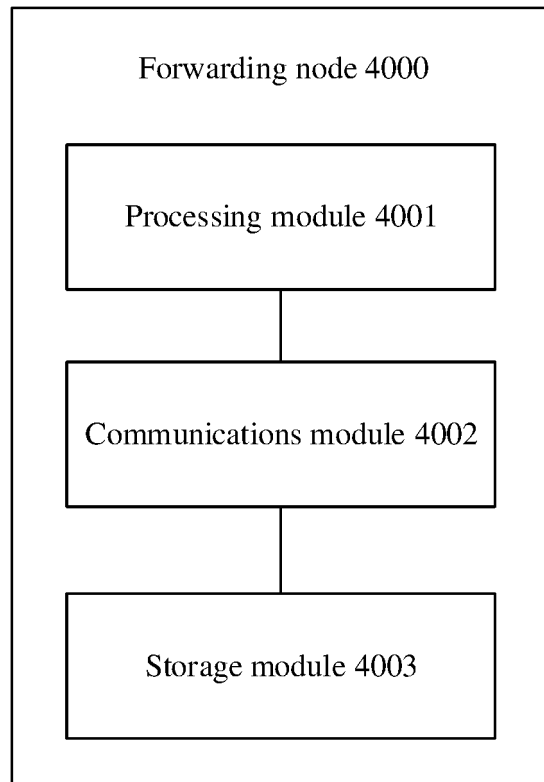 Forwarding node 4000
Processing module 4001
Communications module 4002
Storage module 4003